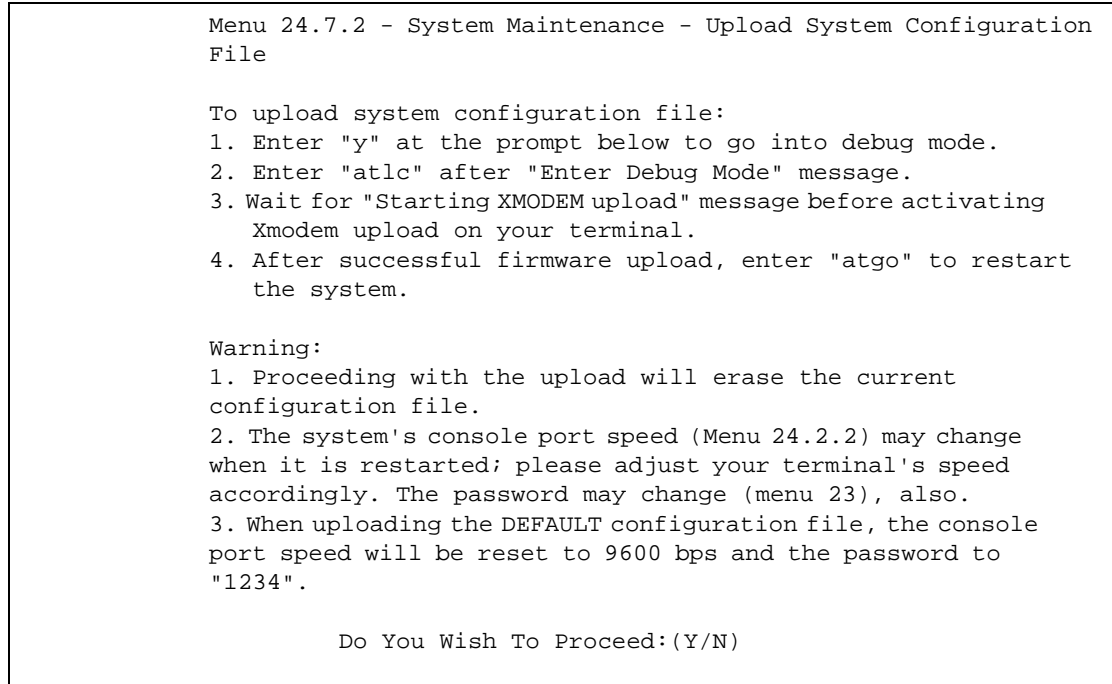 Menu 24.7.2 - System Maintenance - Upload System Configuration
File
To upload system configuration file:
1. Enter "y" at the prompt below to go into debug mode.
2. Enter "atlc" after "Enter Debug Mode" message.
3. Wait for "Starting XMODEM upload" message before activating
Xmodem upload on your terminal.
4. After successful firmware upload, enter "atgo" to restart
the system.
Warning:
1. Proceeding with the upload will erase the current
configuration file.
2. The system's console port speed (Menu 24.2.2) may change
when it is restarted; please adjust your terminal's speed
accordingly. The password may change (menu 23), also.
3. When uploading the DEFAULT configuration file, the console
port speed will be reset to 9600 bps and the password to
"1234".
Do You Wish To Proceed:(Y/N)